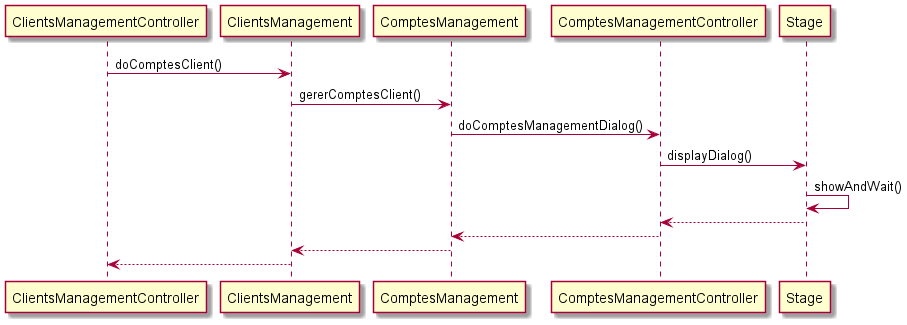 ClientsManagementController
ClientsManagement
ComptesManagement
ComptesManagementController
Stage
doComptesClient()
gererComptesClient()
doComptesManagementDialog()
displayDialog()
showAndWait()
ClientsManagementController
ClientsManagement
ComptesManagement
ComptesManagementController
Stage